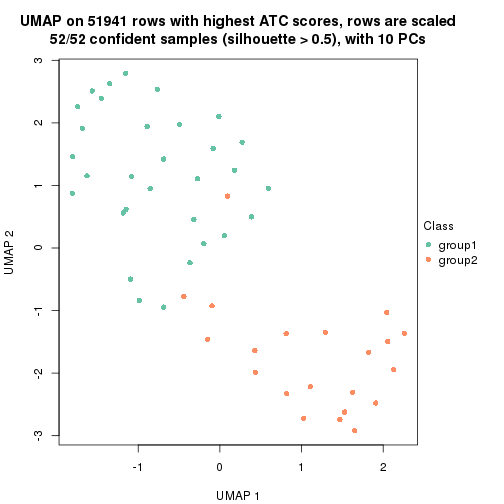 UMAP on 51941 rows with highest ATC scores, rows are scaled
52/52 confident samples (silhouette > 0.5), with 10 PCs
3
2
1
0
-1
-2
-3
UMAP 2
-1
0
1
2
UMAP 1
Class
group1
group2